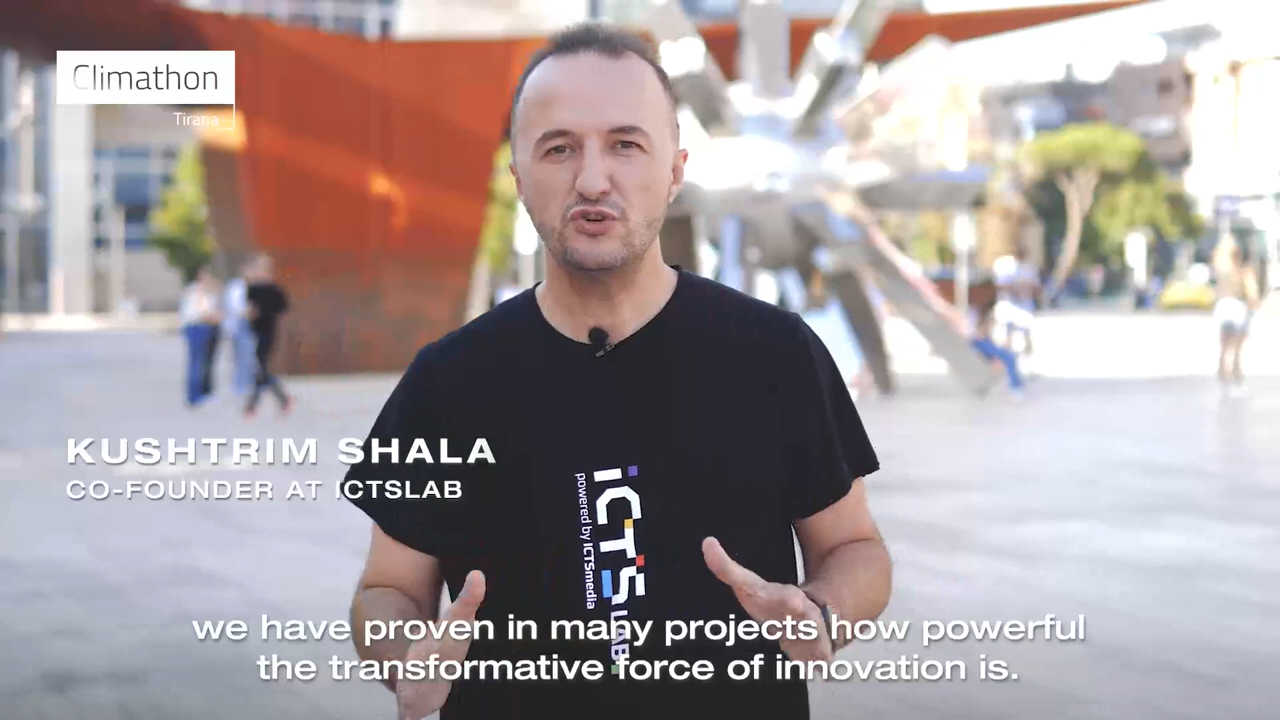 Climathon
Tirana
KUSHTRIM SHALA
CO-FOUNDER AT ICTSLAB
iCTS LAB
powered by ICTSmedia
we have proven in many projects how powerful
the transformative force of innovation is.